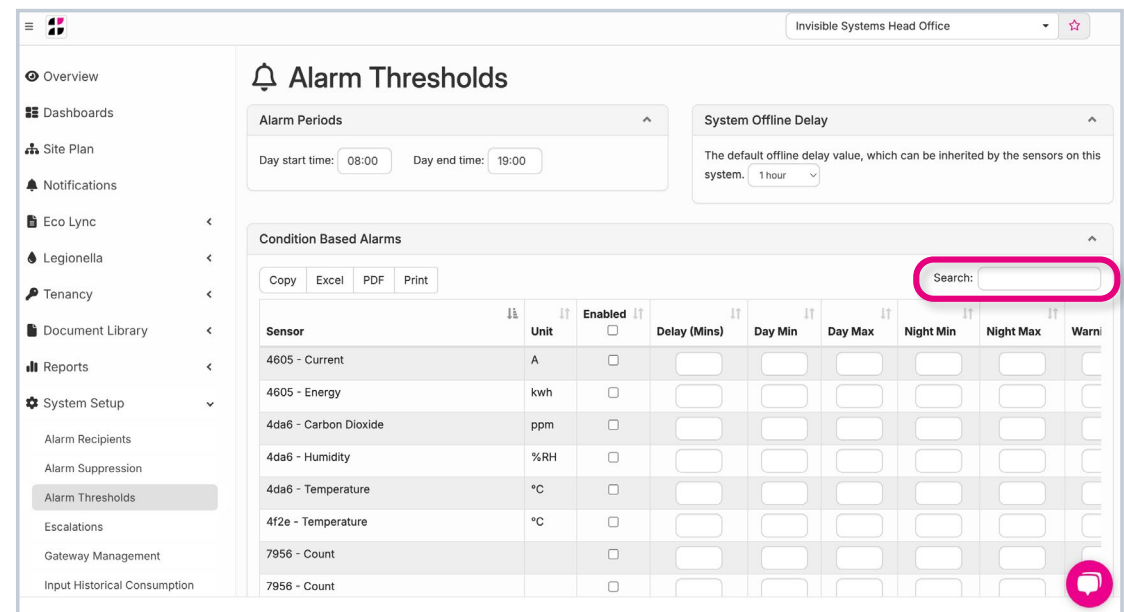 Invisible Systems Head Office
Overview
Dashboards
Site Plan
Notifications
Eco Lync
Legionella
Tenancy
Document Library
Reports
System Setup
Alarm Recipients
Alarm Suppression
Alarm Thresholds
Escalations
Gateway Management
Input Historical Consumption
Alarm Thresholds
Alarm Periods
Day start time: 08:00 Day end time: 19:00
System Offline Delay
The default offline delay value, which can be inherited by the sensors on this
system. 1 hour
Condition Based Alarms
Copy Excel PDF Print
Search:
Sensor Unit Enabled Delay (Mins) Day Min Day Max Night Min Night Max Warni
4605 - Current A
4605 - Energy kwh
4da6 - Carbon Dioxide ppm
4da6 - Humidity %RH
4da6 - Temperature °C
4f2e - Temperature °C
7956 - Count
7956 - Count